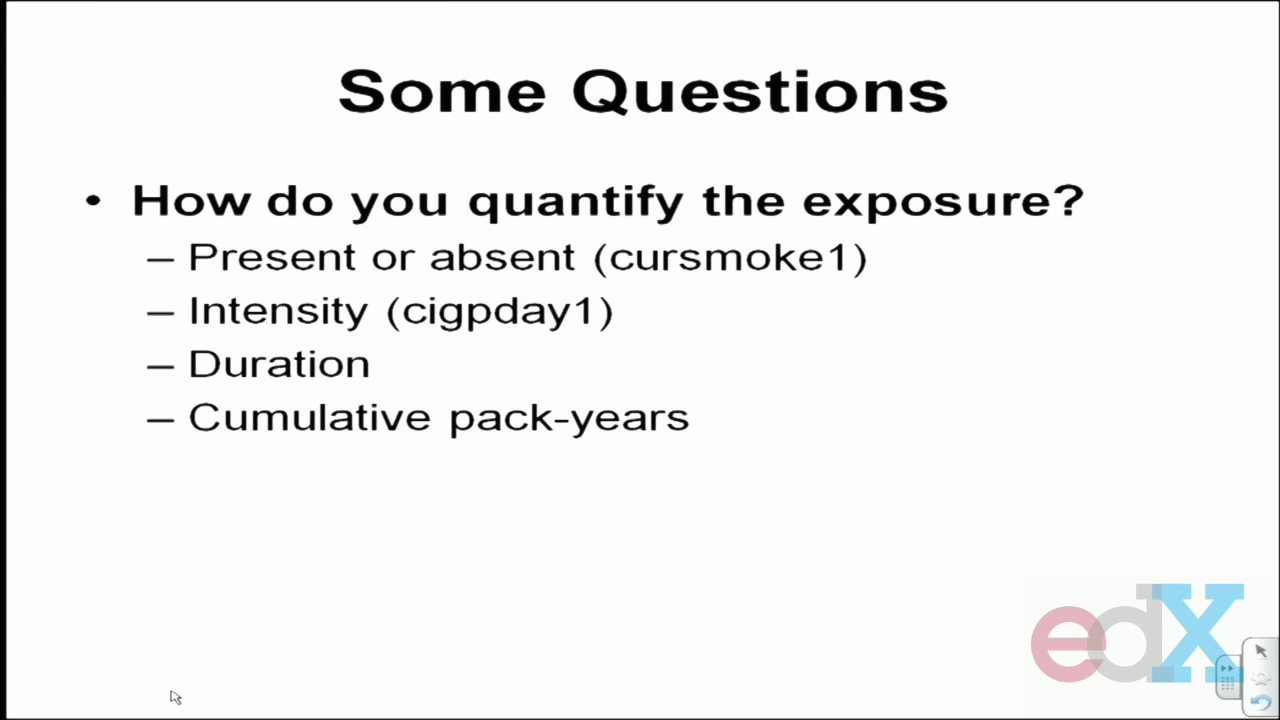 Some Questions
• How do you quantify the exposure?
– Present or absent (cursmoke1)
– Intensity (cigpday1)
– Duration
– Cumulative pack-years
edX